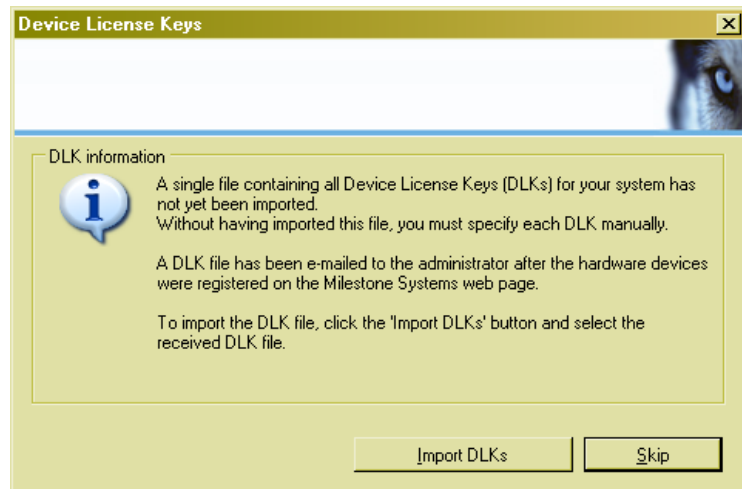 Device License Keys
DLK information
A single file containing all Device License Keys (DLKs) for your system has
not yet been imported.
Without having imported this file, you must specify each DLK manually.
A DLK file has been e-mailed to the administrator after the hardware devices
were registered on the Milestone Systems web page.
To import the DLK file, click the 'Import DLKs' button and select the
received DLK file.
Import DLKs
Skip